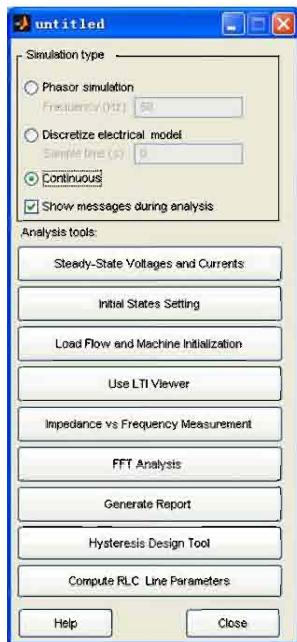 untitled
Simulation type
Phasor simulation
Frequency (Hz) 60
Discretize electrical model
Sample time (s) 0
Continuous
Show messages during analysis
Analysis tools:
Steady-State Voltages and Currents
Initial States Setting
Load Flow and Machine Initialization
Use LTI Viewer
Impedance vs Frequency Measurement
FFT Analysis
Generate Report
Hysteresis Design Tool
Compute RLC Line Parameters
Help Close